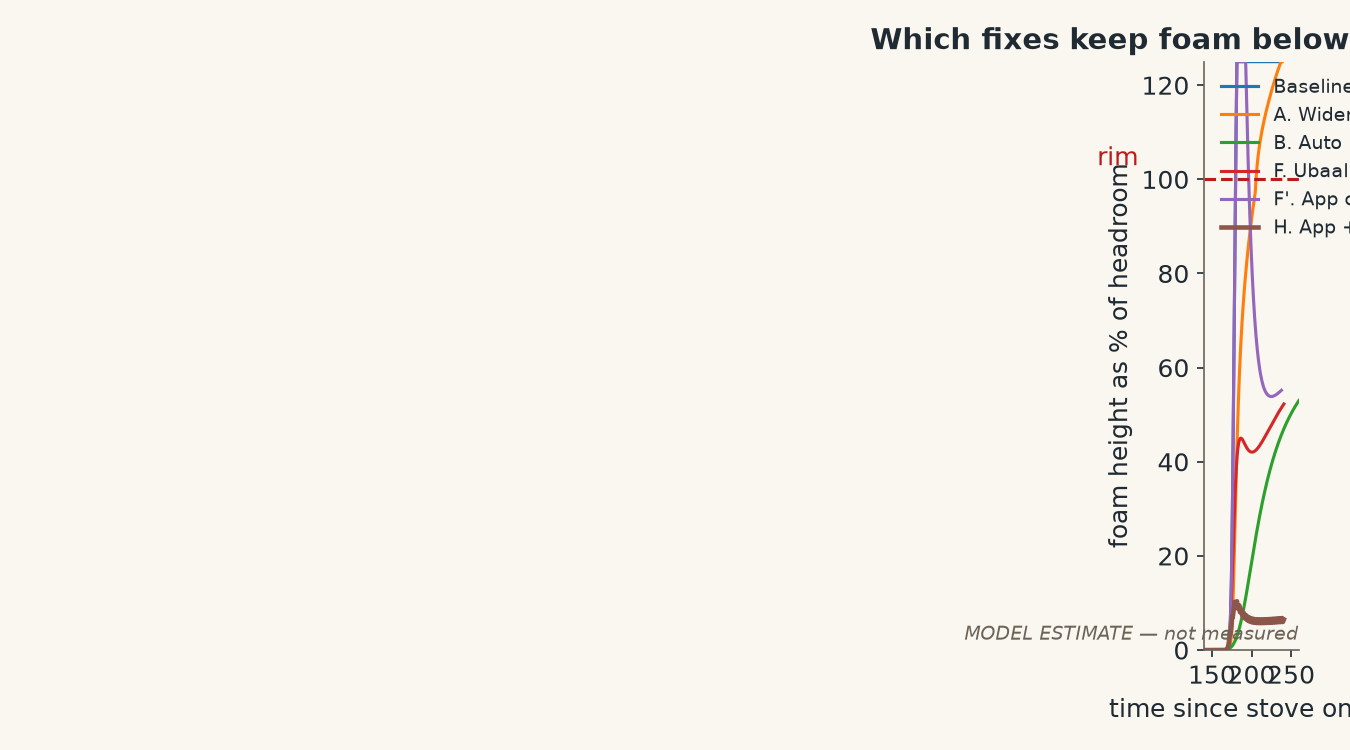 Which fixes keep foam below
120
100
80
60
40
20
0
rim
foam height as % of headroom
Baseline
A. Wider
B. Auto
F. Ubaal
F'. App
H. App +
MODEL ESTIMATE — not measured
150
200
250
time since stove on